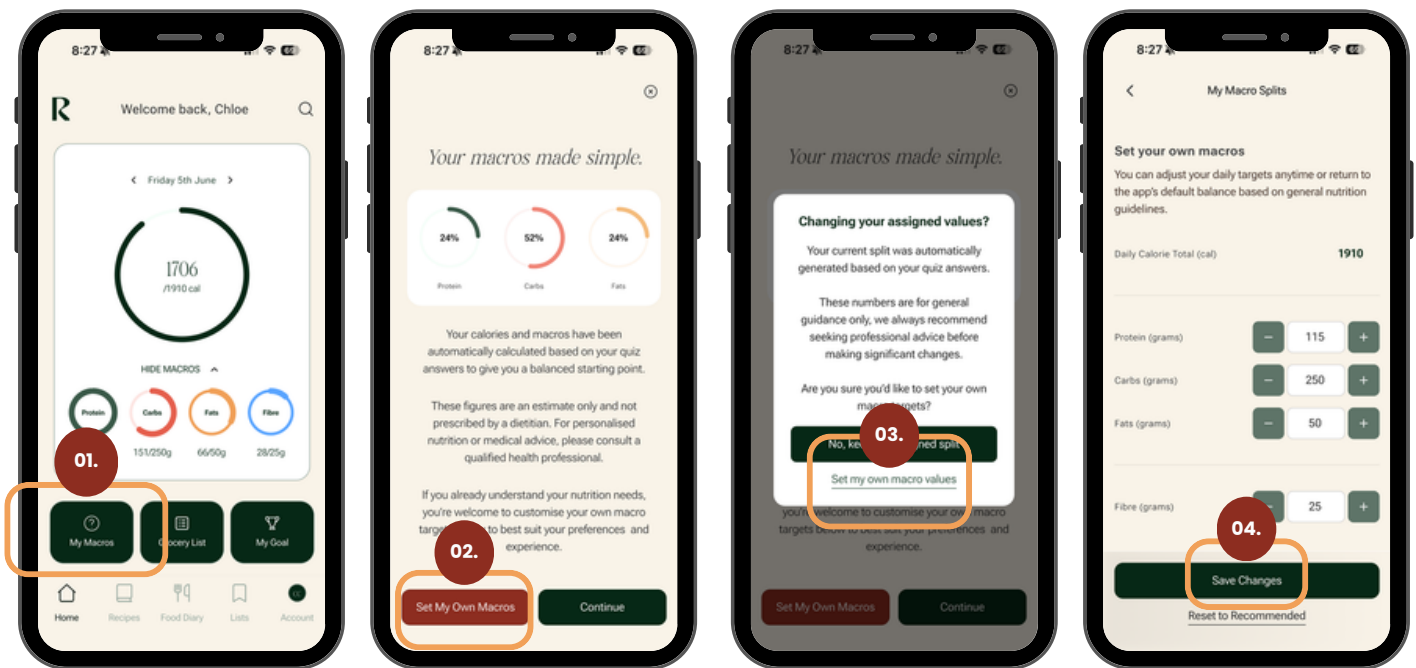 8:27
R
Welcome back, Chloe
Friday 5th June
1706
/1910 cal
HIDE MACROS
Protein
Carbs
Fats
Fibre
151/250g
66/50g
28/25g
01.
My Macros
Grocery List
My Goal
Home
Recipes
Food Diary
Lists
Account
8:27
Your macros made simple.
24%
52%
24%
Protein
Carbs
Fats
Your calories and macros have been
automatically calculated based on your quiz
answers to give you a balanced starting point.
These figures are an estimate only and not
prescribed by a dietitian. For personalised
nutrition or medical advice, please consult a
qualified health professional.
If you already understand your nutrition needs,
you're welcome to customise your own macro
to best suit your preferences and
experience.
02.
Set My Own Macros
Continue
8:27
Your macros made simple.
Changing your assigned values?
Your current split was automatically
generated based on your quiz answers.
These numbers are for general
guidance only, we always recommend
seeking professional advice before
making significant changes.
Are you sure you'd like to set your own
03.
No,
split
Set my own macro values
you're welcome to customise your own macro
targets below to best suit your preferences and
experience.
Set My Own Macros
Continue
8:27
My Macro Splits
Set your own macros
You can adjust your daily targets anytime or return to
the app's default balance based on general nutrition
guidelines.
Daily Calorie Total (cal) 1910
Protein (grams) − 115 +
Carbs (grams) − 250 +
Fats (grams) − 50 +
Fibre (grams) 25 +
04.
Save Changes
Reset to Recommended